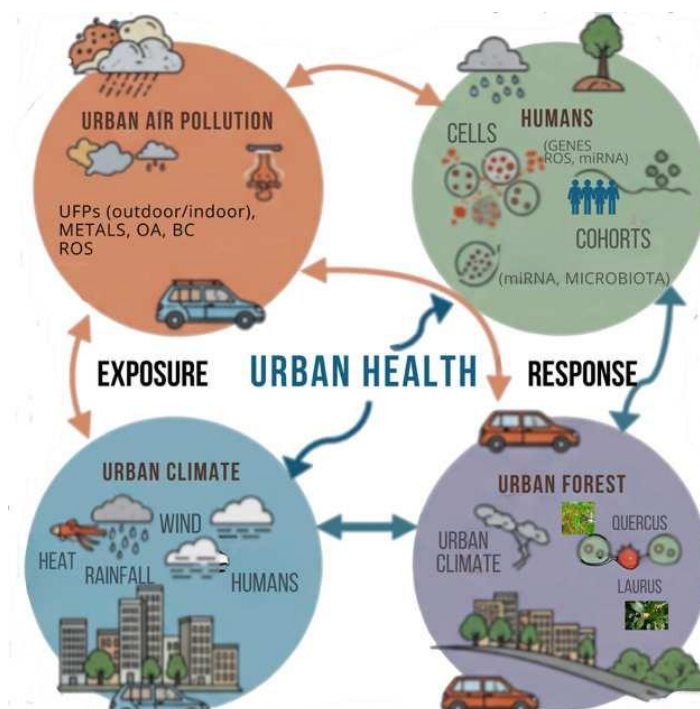 URBAN AIR POLLUTION
UFPs (outdoor/indoor),
METALS, OA, BC
ROS
HUMANS
CELLS
(GENES
ROS, miRNA)
COHORTS
(miRNA, MICROBIOTA)
EXPOSURE
URBAN HEALTH
RESPONSE
URBAN CLIMATE
WIND
HEAT
RAINFALL
HUMANS
URBAN FOREST
QUERCUS
URBAN
CLIMATE
LAURUS